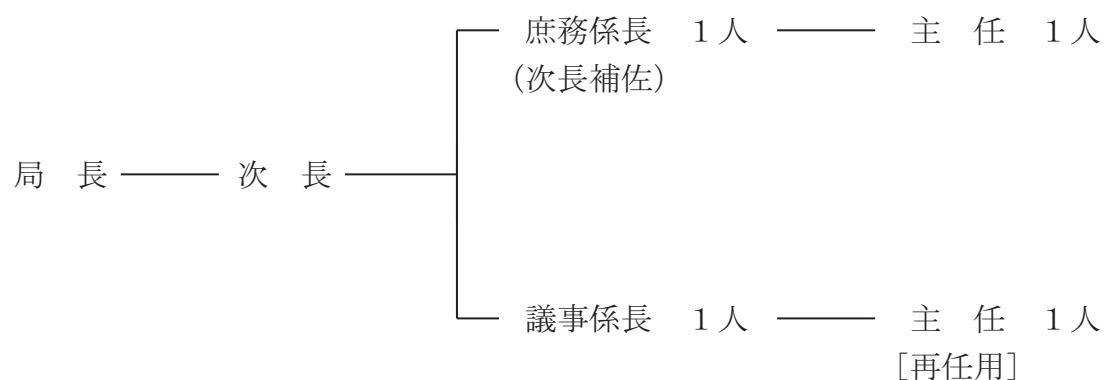 庶務係長　１人　主　任　１人
（次長補佐）
局　長　次　長
議事係長　１人　主　任　１人
［再任用］